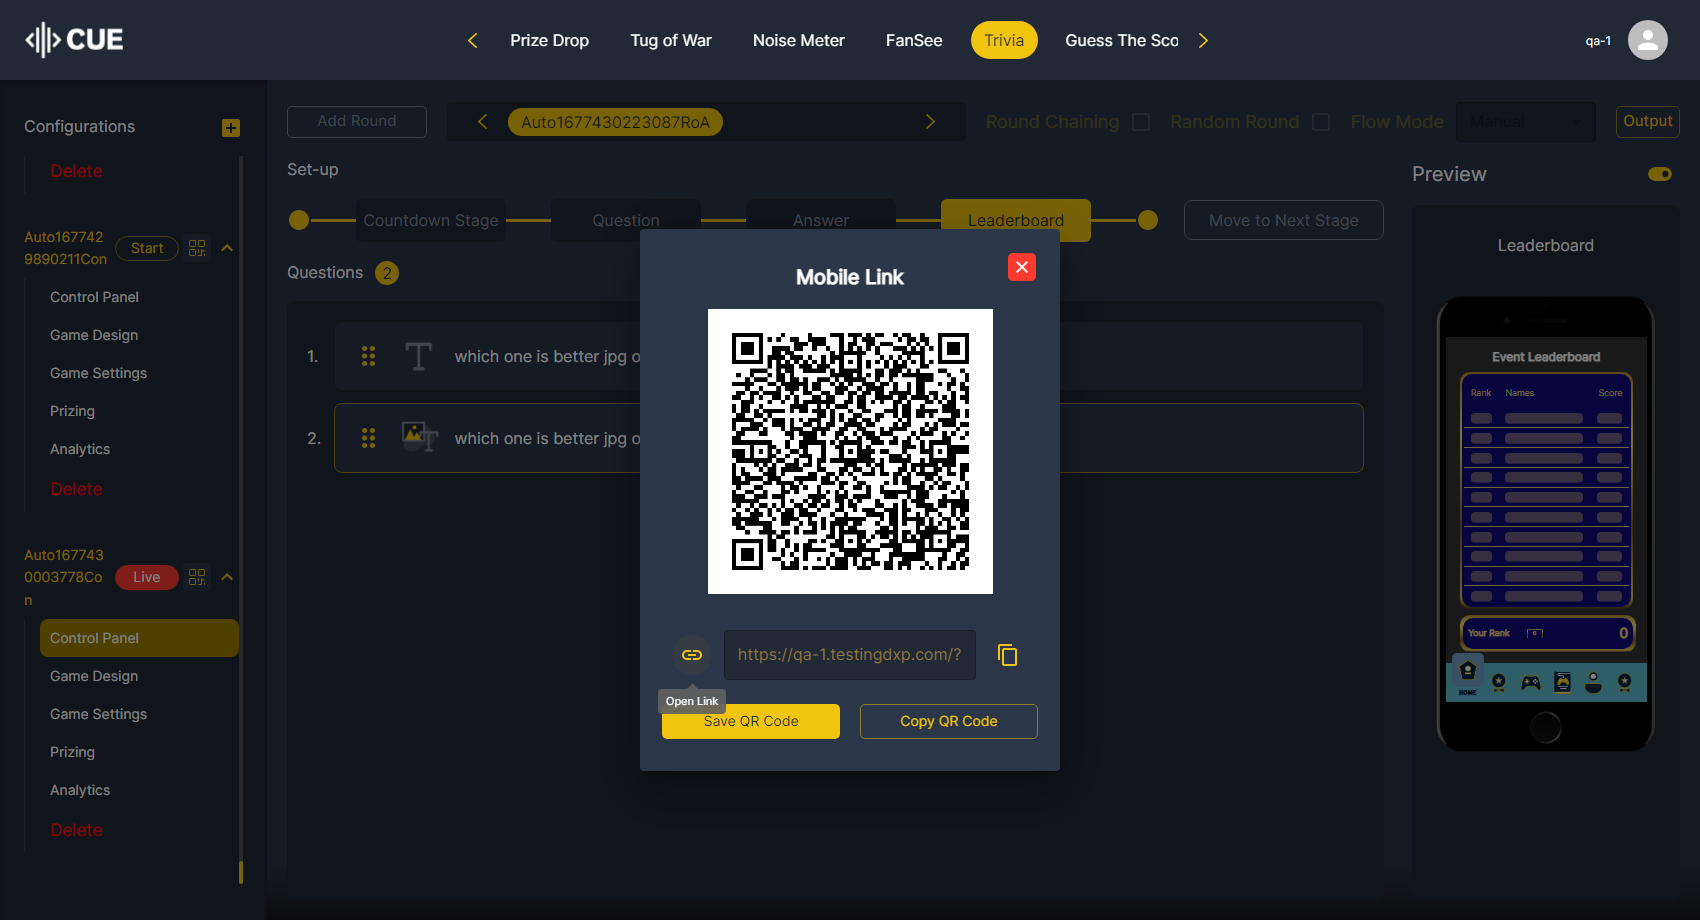 CUE
Prize Drop
Tug of War
Noise Meter
FanSee
Trivia
Guess The Sco
qa-1
Configurations
Delete
Auto167742
9890211Con
Start
Control Panel
Game Design
Game Settings
Prizing
Analytics
Delete
Auto167743
0003778Co
n
Live
Control Panel
Game Design
Game Settings
Prizing
Analytics
Delete
Add Round
Auto1677430223087RoA
Round Chaining
Random Round
Flow Mode
Manual
Output
Set-up
Countdown Stage
Question
Answer
Leaderboard
Move to Next Stage
Questions 2
1. which one is better jpg o
2. which one is better jpg o
Mobile Link
https://qa-1.testingdxp.com/?
Open Link
Save QR Code
Copy QR Code
Preview
Leaderboard
Event Leaderboard
Rank Names Score
Your Rank 0 0
HOME